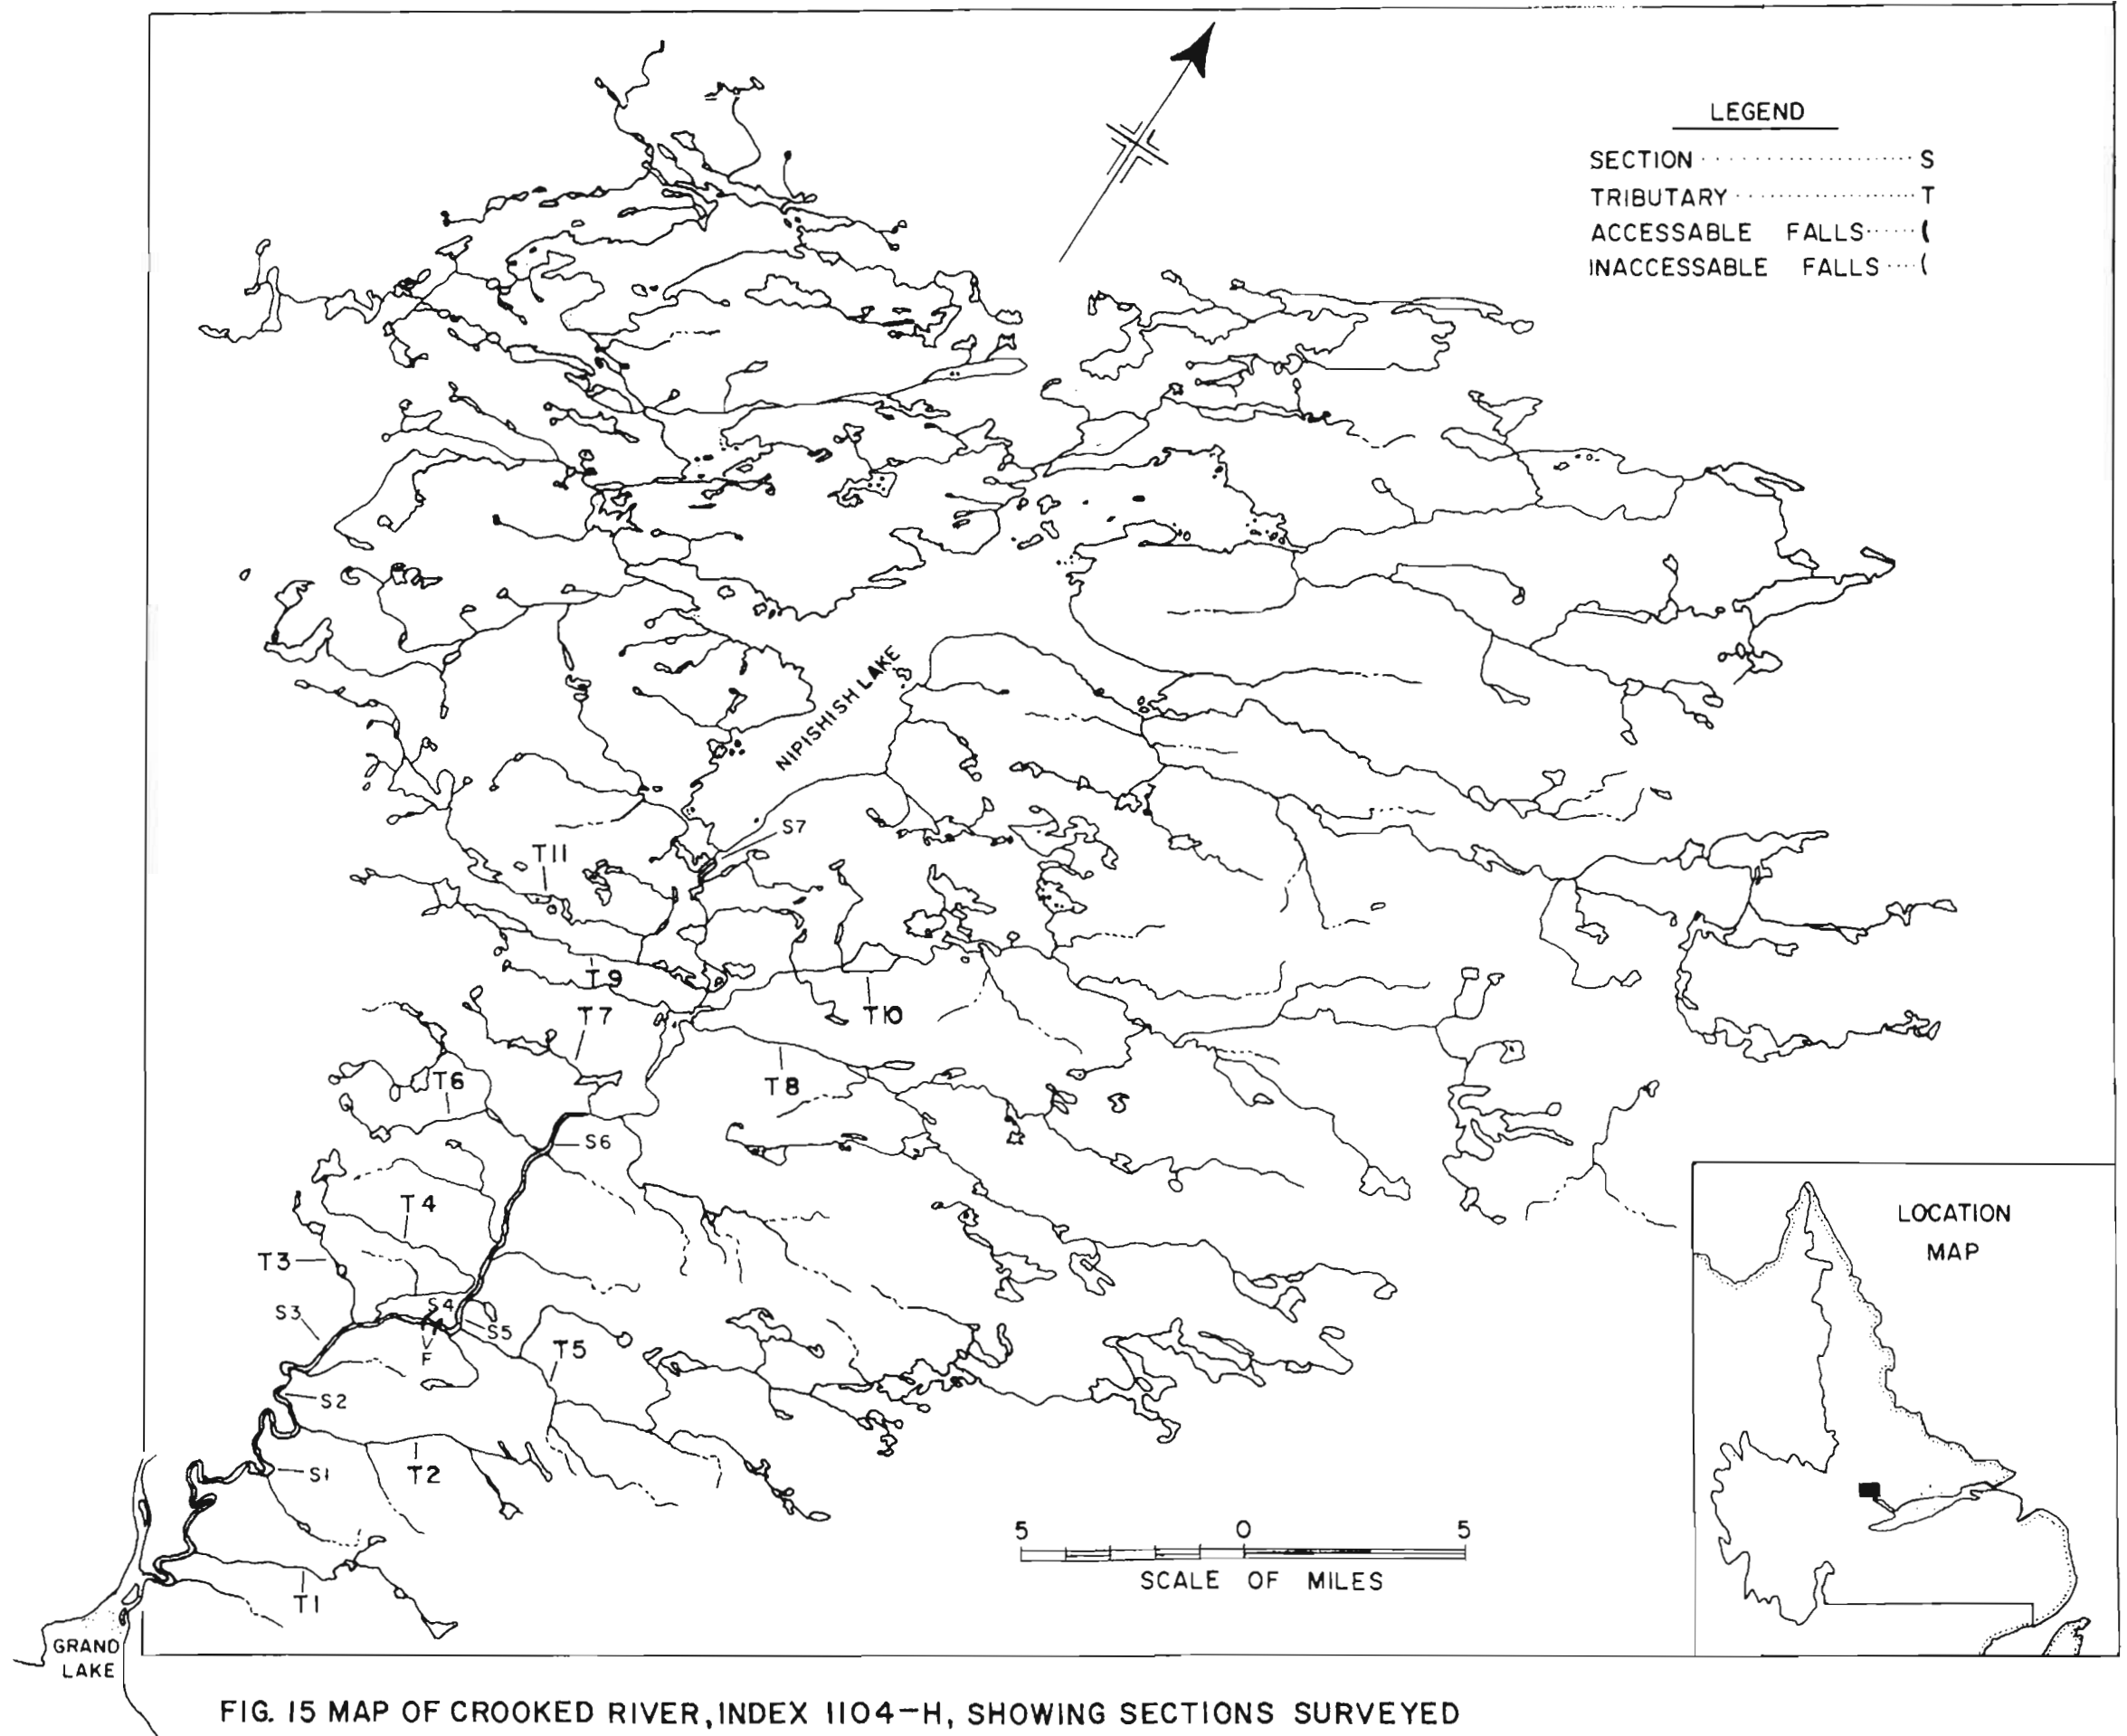 LEGEND
SECTION ..................... S
TRIBUTARY .................. T
ACCESSABLE FALLS...... (
INACCESSABLE FALLS.... (
NIPISHISH LAKE
S7
T11
T9
T7
T10
T6
T8
S6
T4
T3
S3
S4
S5
F
T5
S2
S1
T2
T1
GRAND
LAKE
LOCATION
MAP
5 0 5
SCALE OF MILES
FIG. 15 MAP OF CROOKED RIVER, INDEX 1104-H, SHOWING SECTIONS SURVEYED